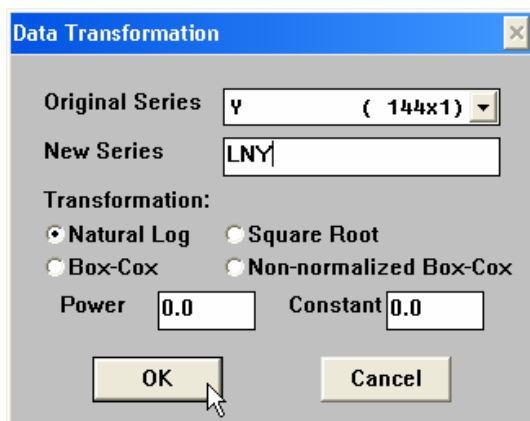 Data Transformation
Original Series Y ( 144x1)
New Series LNY
Transformation:
Natural Log Square Root
Box-Cox Non-normalized Box-Cox
Power 0.0 Constant 0.0
OK Cancel